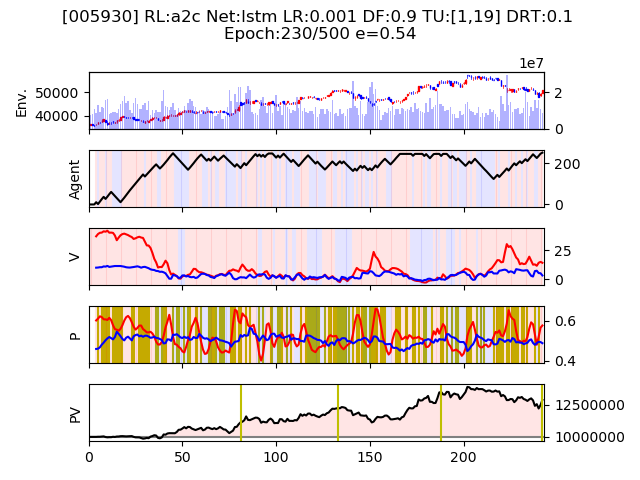 [005930] RL:a2c Net:lstm LR:0.001 DF:0.9 TU:[1,19] DRT:0.1
Epoch:230/500 e=0.54
1e7
Env.
50000
40000
2
0
Agent
200
0
V
25
0
P
0.6
0.4
PV
12500000
10000000
0 50 100 150 200